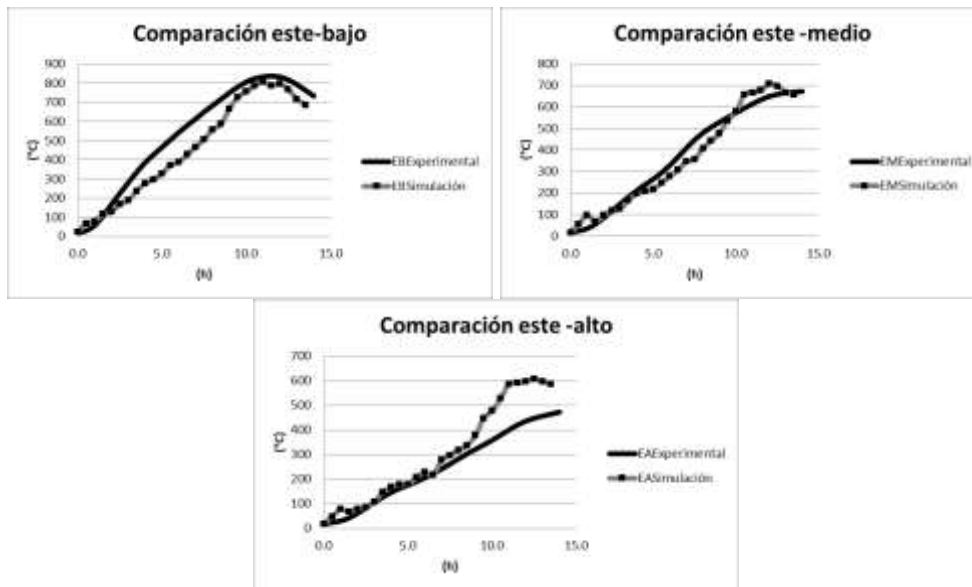 Comparación este-bajo
900
800
700
600
500
400
300
200
100
0
(°C)
0.0 5.0 10.0 15.0
(h)
EBExperimental
EBSimulación
Comparación este -medio
800
700
600
500
400
300
200
100
0
(°C)
0.0 5.0 10.0 15.0
(h)
EMExperimental
EMSimulación
Comparación este -alto
700
600
500
400
300
200
100
0
(°C)
0.0 5.0 10.0 15.0
(h)
EAExperimental
EASimulación